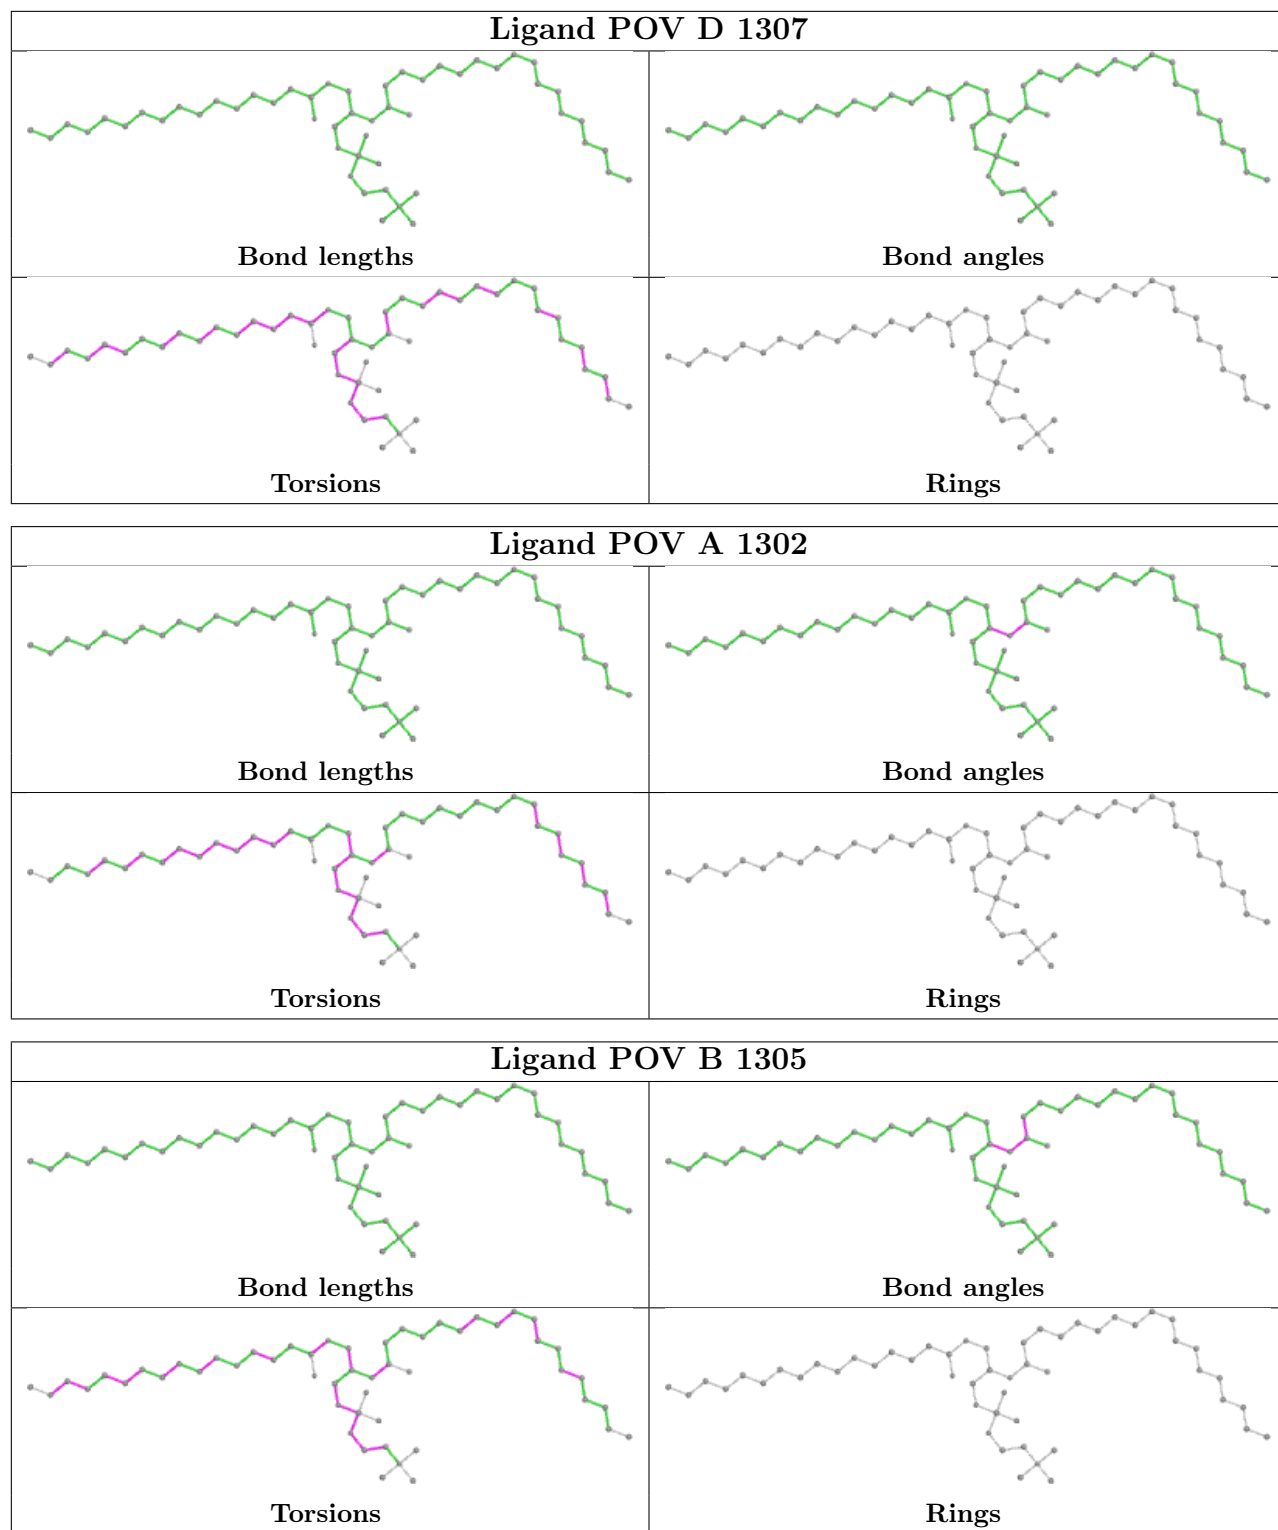 Ligand POV D 1307
Bond lengths
Bond angles
Torsions
Rings
Ligand POV A 1302
Bond lengths
Bond angles
Torsions
Rings
Ligand POV B 1305
Bond lengths
Bond angles
Torsions
Rings